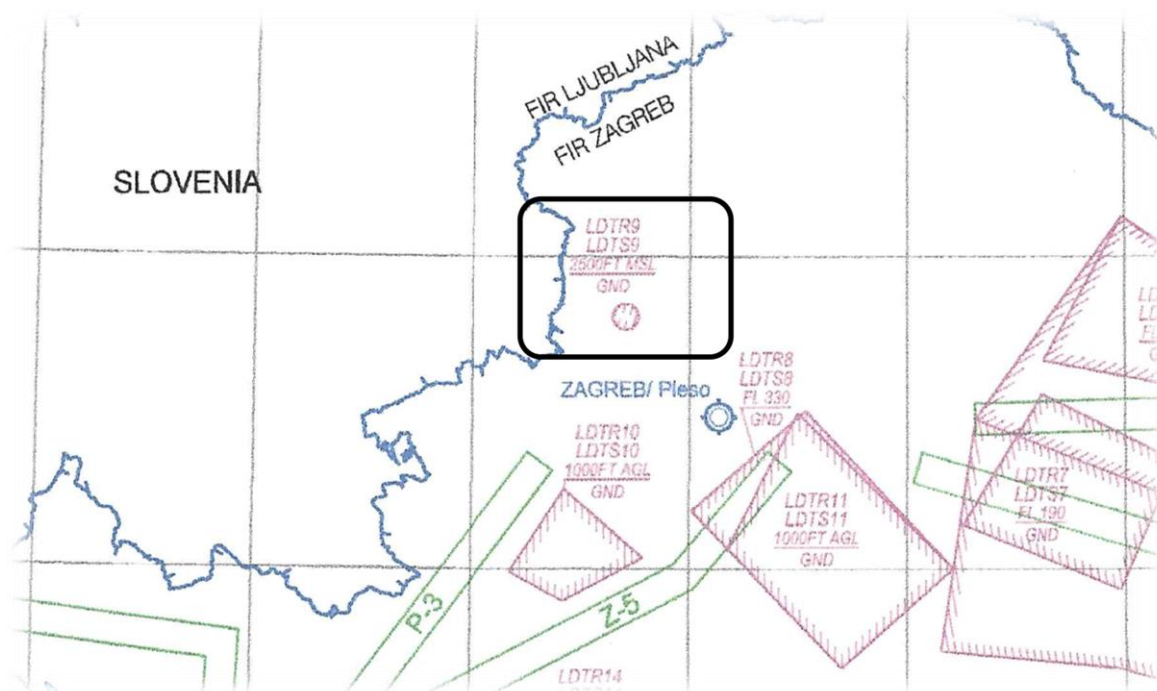 FIR LJUBLJANA
FIR ZAGREB
SLOVENIA
LDTR9
LDTS9
2500FT MSL
GND
ZAGREB/ Pleso
LDTR8
LDTS8
FL 330
GND
LDTR10
LDTS10
1000FT AGL
GND
LDTR11
LDTS11
1000FT AGL
GND
LDTR7
LDTS7
FL 190
GND
P-3
Z-5
LDTR14